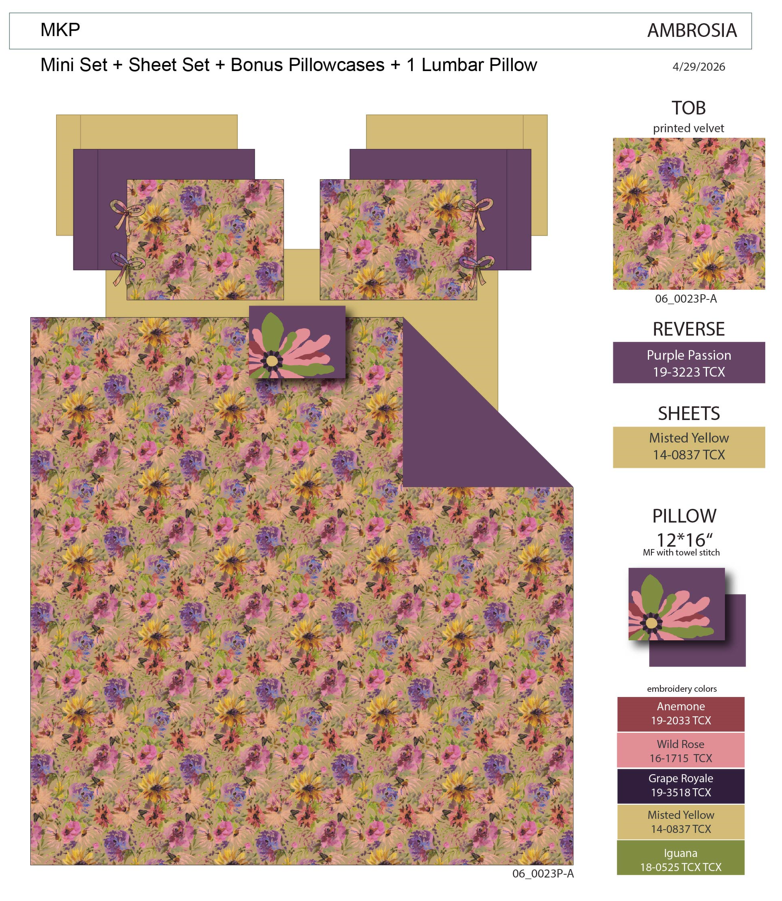 MKP
AMBROSIA
Mini Set + Sheet Set + Bonus Pillowcases + 1 Lumbar Pillow
4/29/2026
TOB
printed velvet
06_0023P-A
REVERSE
Purple Passion
19-3223 TCX
SHEETS
Misted Yellow
14-0837 TCX
PILLOW
12*16“
MF with towel stitch
embroidery colors
Anemone
19-2033 TCX
Wild Rose
16-1715 TCX
Grape Royale
19-3518 TCX
Misted Yellow
14-0837 TCX
Iguana
18-0525 TCX TCX
06_0023P-A